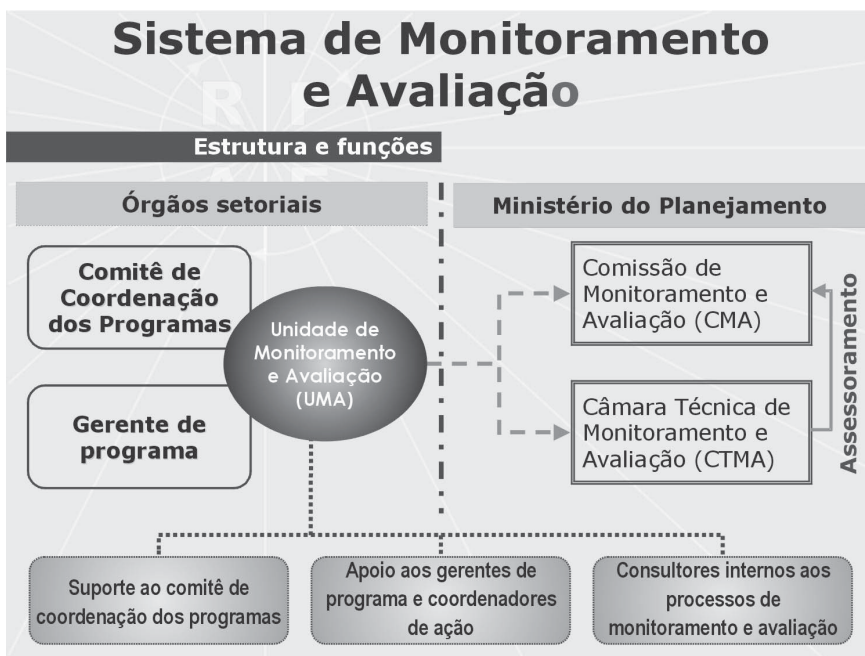 Sistema de Monitoramento
e Avaliação
Estrutura e funções
Órgãos setoriais
Ministério do Planejamento
Comitê de
Coordenação
dos Programas
Unidade de
Monitoramento
e Avaliação
(UMA)
Gerente de
programa
Comissão de
Monitoramento e
Avaliação (CMA)
Câmara Técnica de
Monitoramento e
Avaliação (CTMA)
Assessoramento
Suporte ao comitê de
coordenação dos programas
Apoio aos gerentes de
programa e coordenadores
de ação
Consultores internos aos
processos de
monitoramento e avaliação